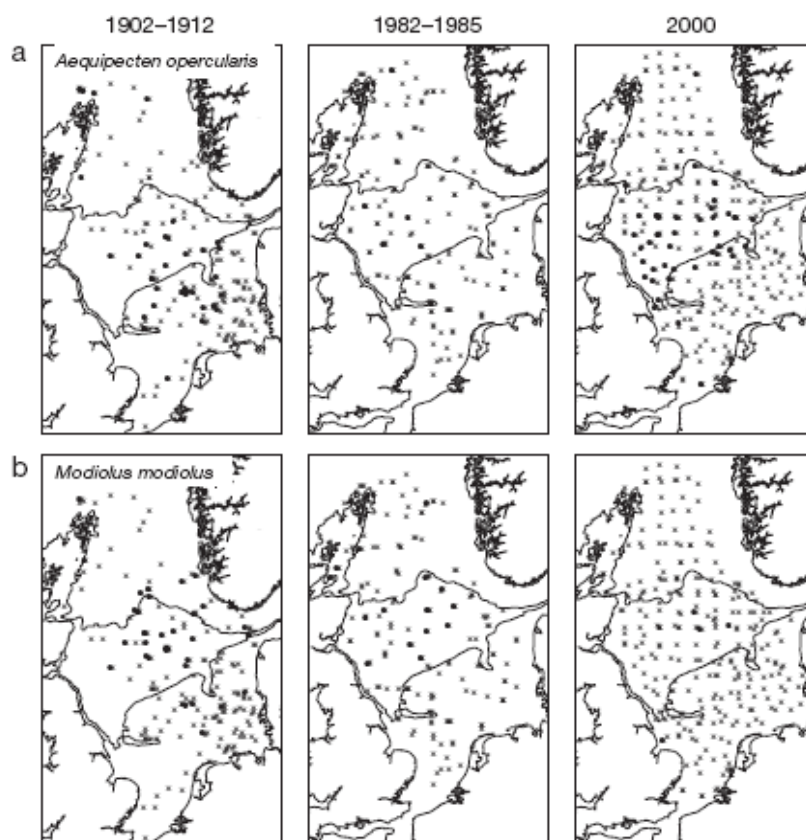 1902–1912 1982–1985 2000
a
Aequipecten opercularis
b
Modiolus modiolus